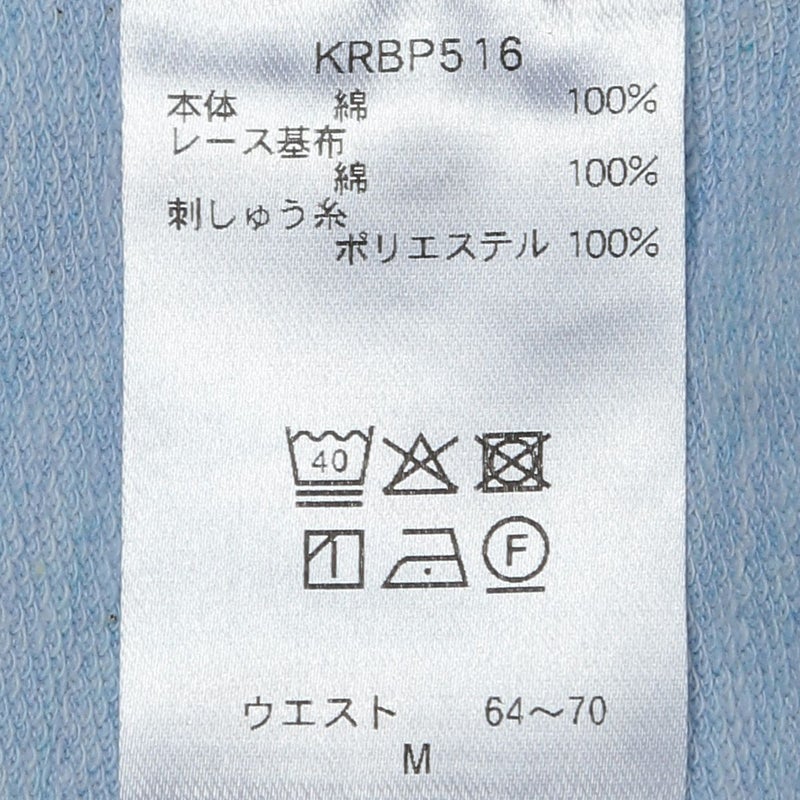 KRBP516
本体 綿 100%
レース基布
綿 100%
刺しゅう糸
ポリエステル 100%
40
F
ウエスト 64～70
M